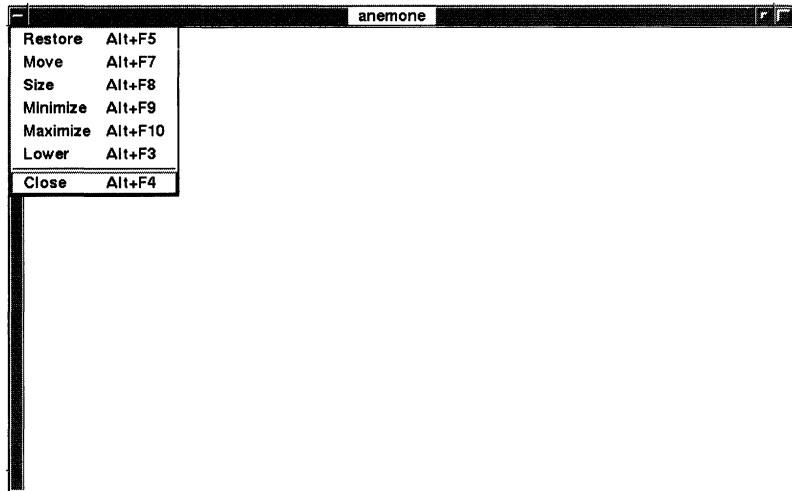 anemone
Restore Alt+F5
Move Alt+F7
Size Alt+F8
Minimize Alt+F9
Maximize Alt+F10
Lower Alt+F3
Close Alt+F4